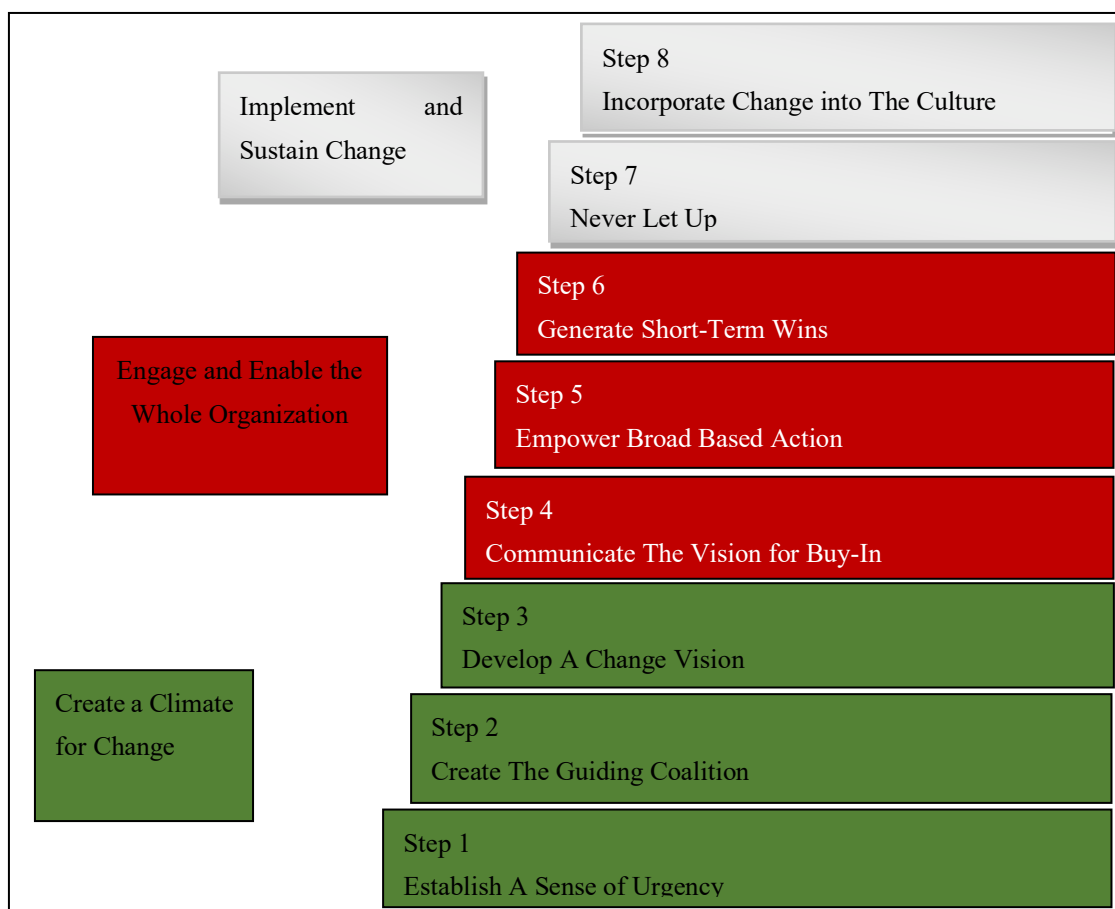 Step 8
Incorporate Change into The Culture
Implement and
Sustain Change
Step 7
Never Let Up
Step 6
Generate Short-Term Wins
Engage and Enable the
Whole Organization
Step 5
Empower Broad Based Action
Step 4
Communicate The Vision for Buy-In
Step 3
Develop A Change Vision
Create a Climate
for Change
Step 2
Create The Guiding Coalition
Step 1
Establish A Sense of Urgency